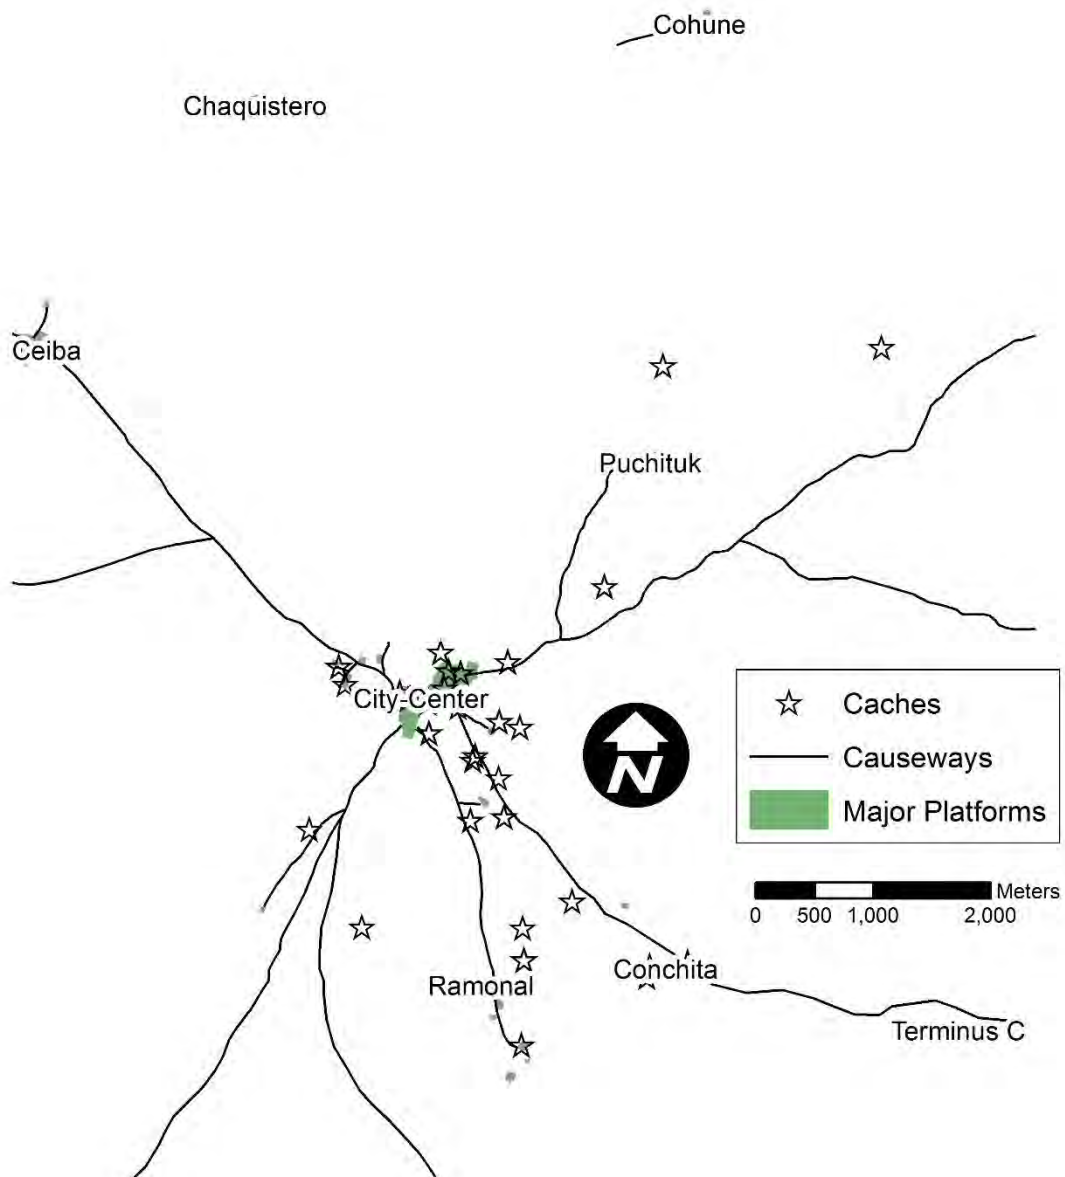 Cohune
Chaquistero
Ceiba
Puchituk
City-Center
N
Caches
Causeways
Major Platforms
Meters
0 500 1,000 2,000
Conchita
Ramonal
Terminus C